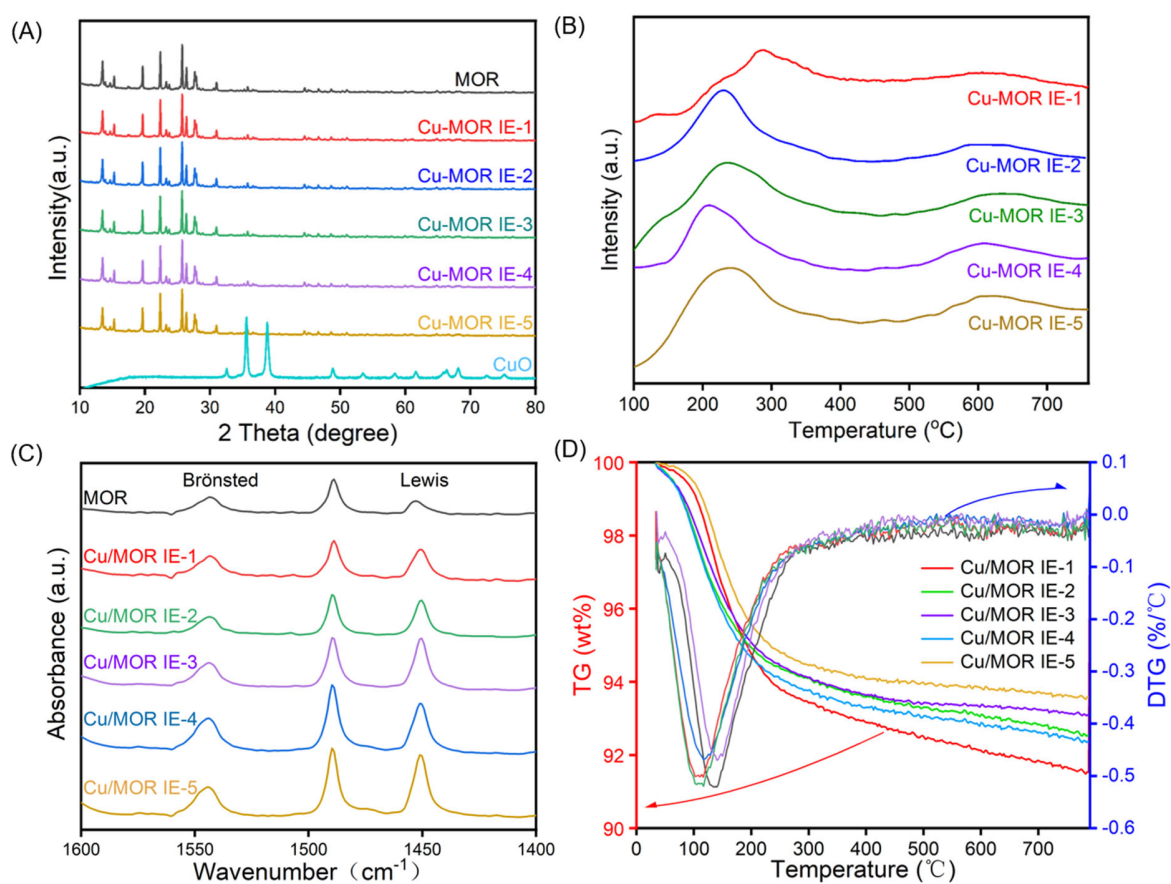 (A)
Intensity(a.u.)
MOR
Cu-MOR IE-1
Cu-MOR IE-2
Cu-MOR IE-3
Cu-MOR IE-4
Cu-MOR IE-5
CuO
10 20 30 40 50 60 70 80
2 Theta (degree)
(B)
Intensity (a.u.)
Cu-MOR IE-1
Cu-MOR IE-2
Cu-MOR IE-3
Cu-MOR IE-4
Cu-MOR IE-5
100 200 300 400 500 600 700
Temperature (oC)
(C)
Absorbance (a.u.)
Brönsted Lewis
MOR
Cu/MOR IE-1
Cu/MOR IE-2
Cu/MOR IE-3
Cu/MOR IE-4
Cu/MOR IE-5
1600 1550 1500 1450 1400
Wavenumber（cm-1）
(D)
TG (wt%)
100
98
96
94
92
90
Cu/MOR IE-1
Cu/MOR IE-2
Cu/MOR IE-3
Cu/MOR IE-4
Cu/MOR IE-5
0.1
0.0
-0.1
-0.2
-0.3
-0.4
-0.5
-0.6
DTG (%/℃)
0 100 200 300 400 500 600 700
Temperature (℃)